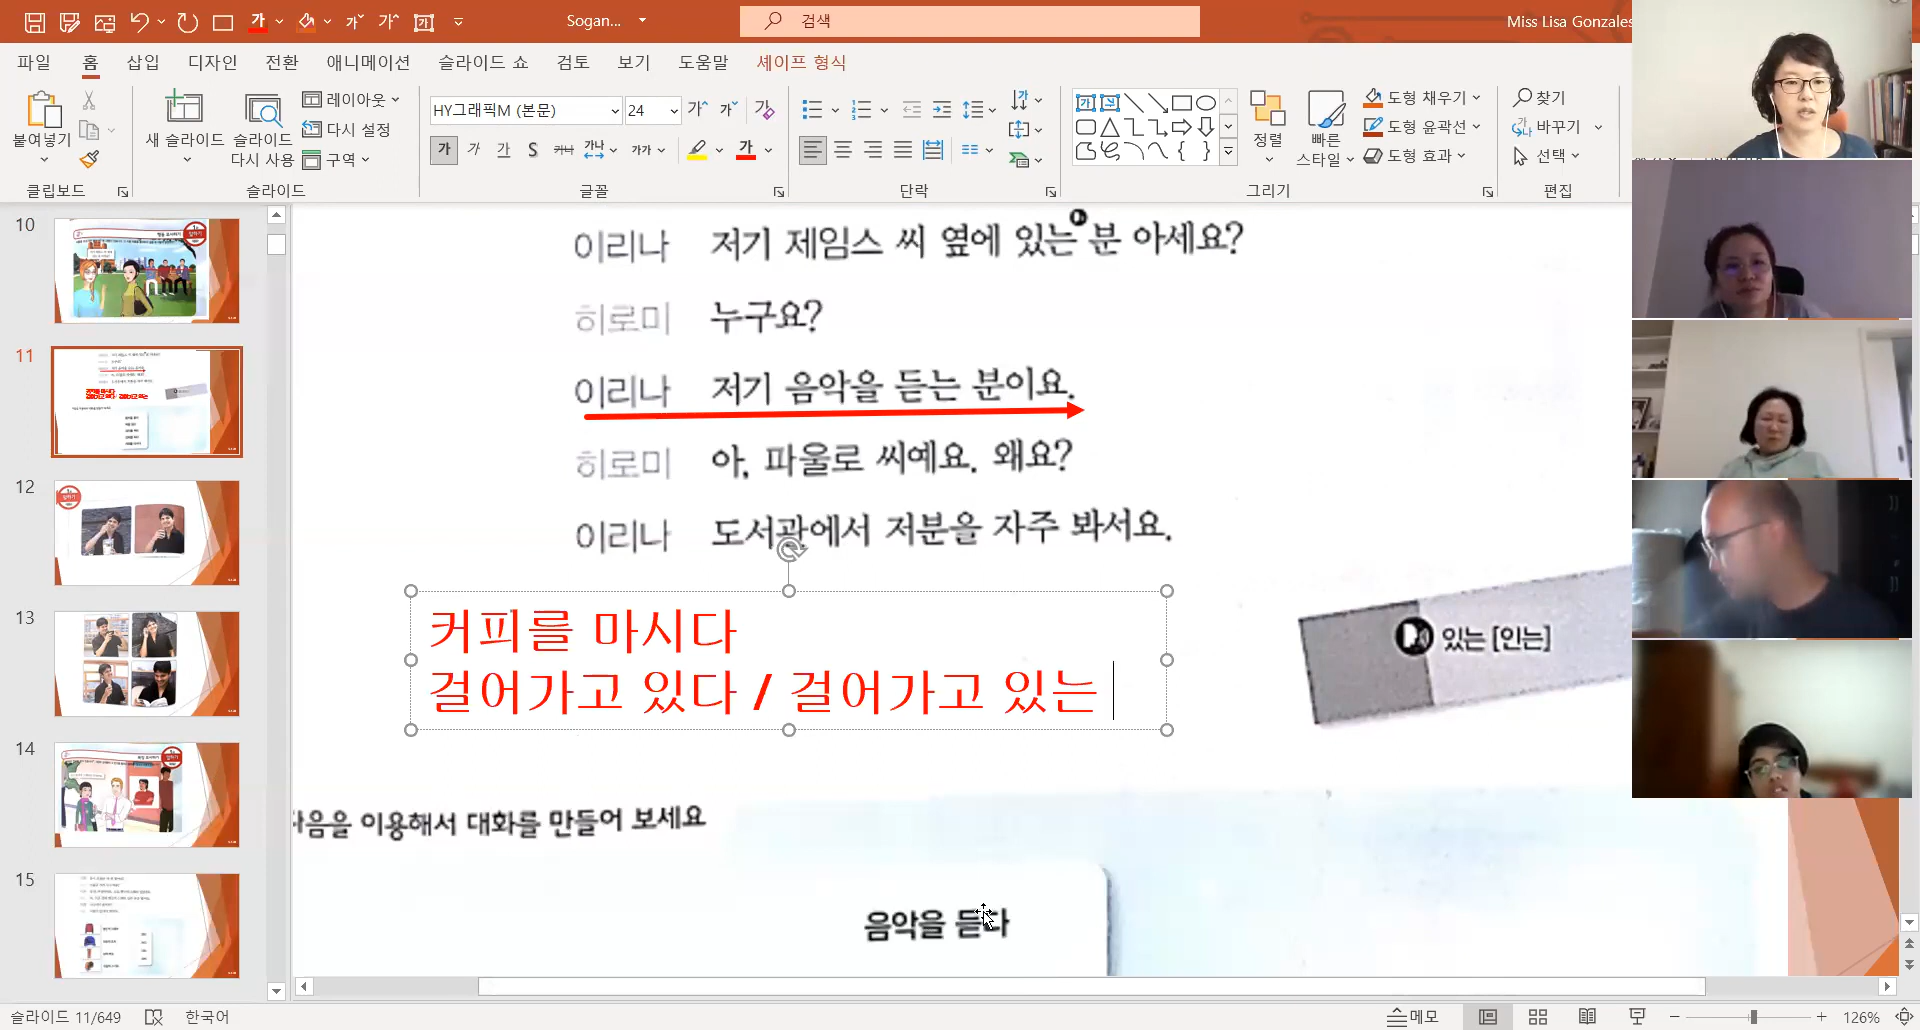 Sogan...
검색
Miss Lisa Gonzales
파일 홈 삽입 디자인 전환 애니메이션 슬라이드 쇼 검토 보기 도움말 셰이프 형식
붙여넣기
클립보드
새 슬라이드
슬라이드 다시 사용
레이아웃
다시 설정
구역
슬라이드
HY그래픽M (본문) 24
글꼴
단락
정렬
빠른 스타일
도형 채우기
도형 윤곽선
도형 효과
그리기
찾기
바꾸기
선택
편집
10
11
12
13
14
15
이리나 저기 제임스 씨 옆에 있는 분 아세요?
히로미 누구요?
이리나 저기 음악을 듣는 분이요.
히로미 아, 파울로 씨예요. 왜요?
이리나 도서관에서 저분을 자주 봐서요.
커피를 마시다
걸어가고 있다 / 걸어가고 있는
있는 [인는]
다음을 이용해서 대화를 만들어 보세요
음악을 듣다
슬라이드 11/649 한국어 메모 126%